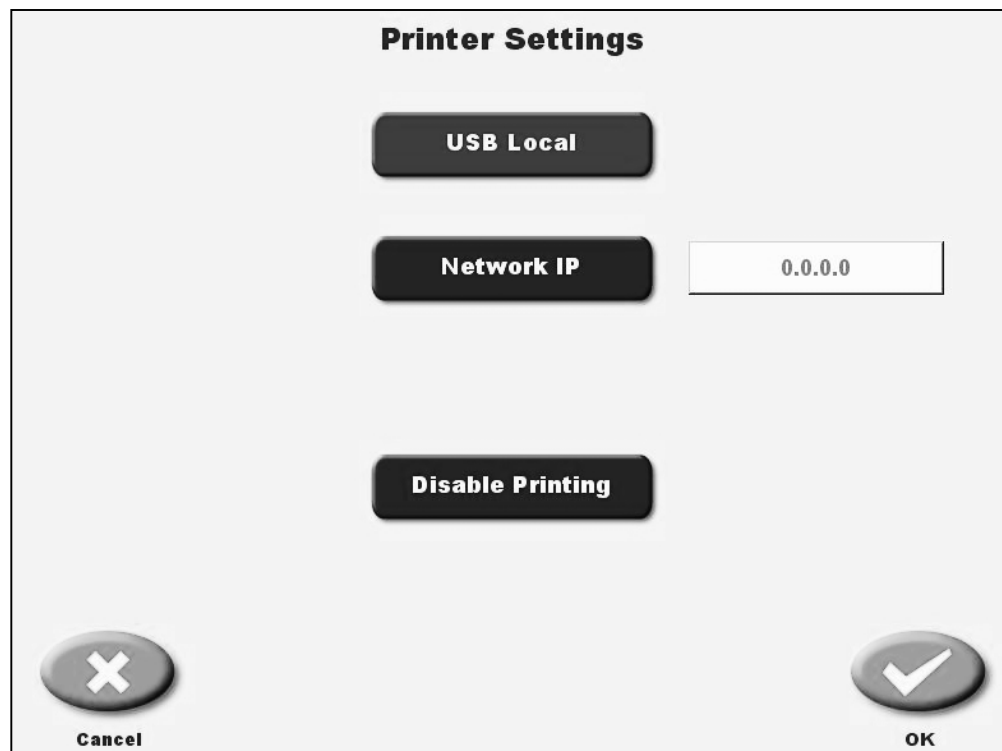 Printer Settings
USB Local
Network IP
0.0.0.0
Disable Printing
Cancel
OK